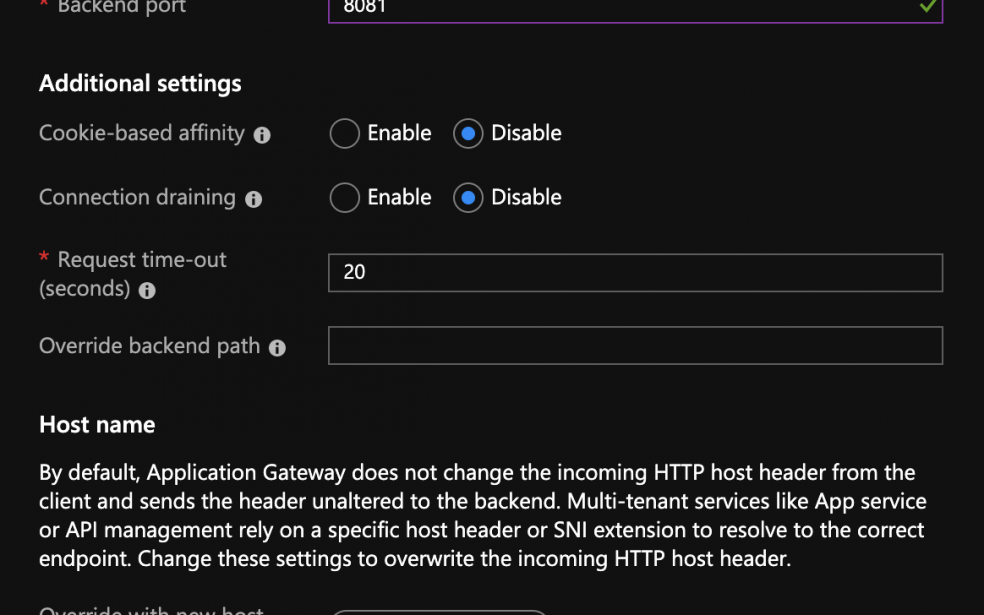 * Backend port
8081
Additional settings
Cookie-based affinity
Enable
Disable
Connection draining
Enable
Disable
* Request time-out
(seconds)
20
Override backend path
Host name
By default, Application Gateway does not change the incoming HTTP host header from the
client and sends the header unaltered to the backend. Multi-tenant services like App service
or API management rely on a specific host header or SNI extension to resolve to the correct
endpoint. Change these settings to overwrite the incoming HTTP host header.
Override with new host